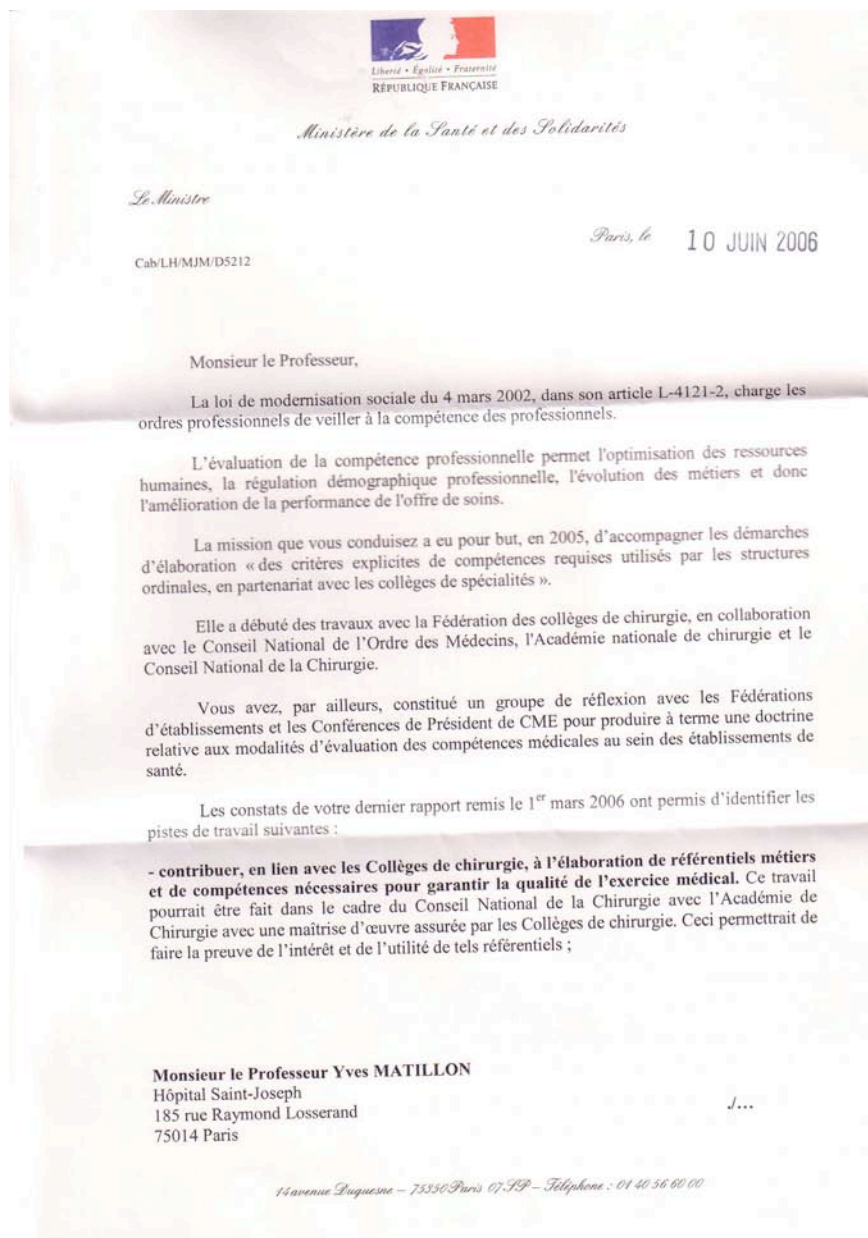 Liberté • Égalité • Fraternité
RÉPUBLIQUE FRANÇAISE
Ministère de la Santé et des Solidarités
Le Ministre
Paris, le 10 JUIN 2006
Cab/LH/MJM/D5212
Monsieur le Professeur,
La loi de modernisation sociale du 4 mars 2002, dans son article L-4121-2, charge les
ordres professionnels de veiller à la compétence des professionnels.
L'évaluation de la compétence professionnelle permet l'optimisation des ressources
humaines, la régulation démographique professionnelle, l'évolution des métiers et donc
l'amélioration de la performance de l'offre de soins.
La mission que vous conduisez a eu pour but, en 2005, d'accompagner les démarches
d'élaboration « des critères explicites de compétences requises utilisés par les structures
ordinales, en partenariat avec les collèges de spécialités ».
Elle a débuté des travaux avec la Fédération des collèges de chirurgie, en collaboration
avec le Conseil National de l'Ordre des Médecins, l'Académie nationale de chirurgie et le
Conseil National de la Chirurgie.
Vous avez, par ailleurs, constitué un groupe de réflexion avec les Fédérations
d'établissements et les Conférences de Président de CME pour produire à terme une doctrine
relative aux modalités d'évaluation des compétences médicales au sein des établissements de
santé.
Les constats de votre dernier rapport remis le 1er mars 2006 ont permis d'identifier les
pistes de travail suivantes :
- contribuer, en lien avec les Collèges de chirurgie, à l'élaboration de référentiels métiers
et de compétences nécessaires pour garantir la qualité de l'exercice médical. Ce travail
pourrait être fait dans le cadre du Conseil National de la Chirurgie avec l'Académie de
Chirurgie avec une maîtrise d'œuvre assurée par les Collèges de chirurgie. Ceci permettrait de
faire la preuve de l'intérêt et de l'utilité de tels référentiels ;
Monsieur le Professeur Yves MATILLON
Hôpital Saint-Joseph
185 rue Raymond Losserand
75014 Paris
./...
14 avenue Duquesne – 75350 Paris 07 SP – Téléphone : 01 40 56 60 00